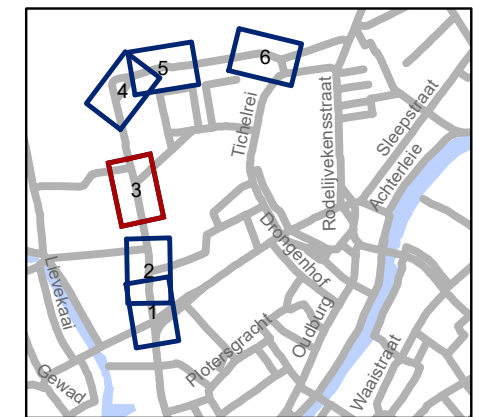 6
5
4
Tichelrei
Rodelijvekensstraat
Sleepstraat
Achterleie
3
Drongenhof
2
Lievekaai
1
Oudburg
Plotersgracht
Waaistraat
Gewad